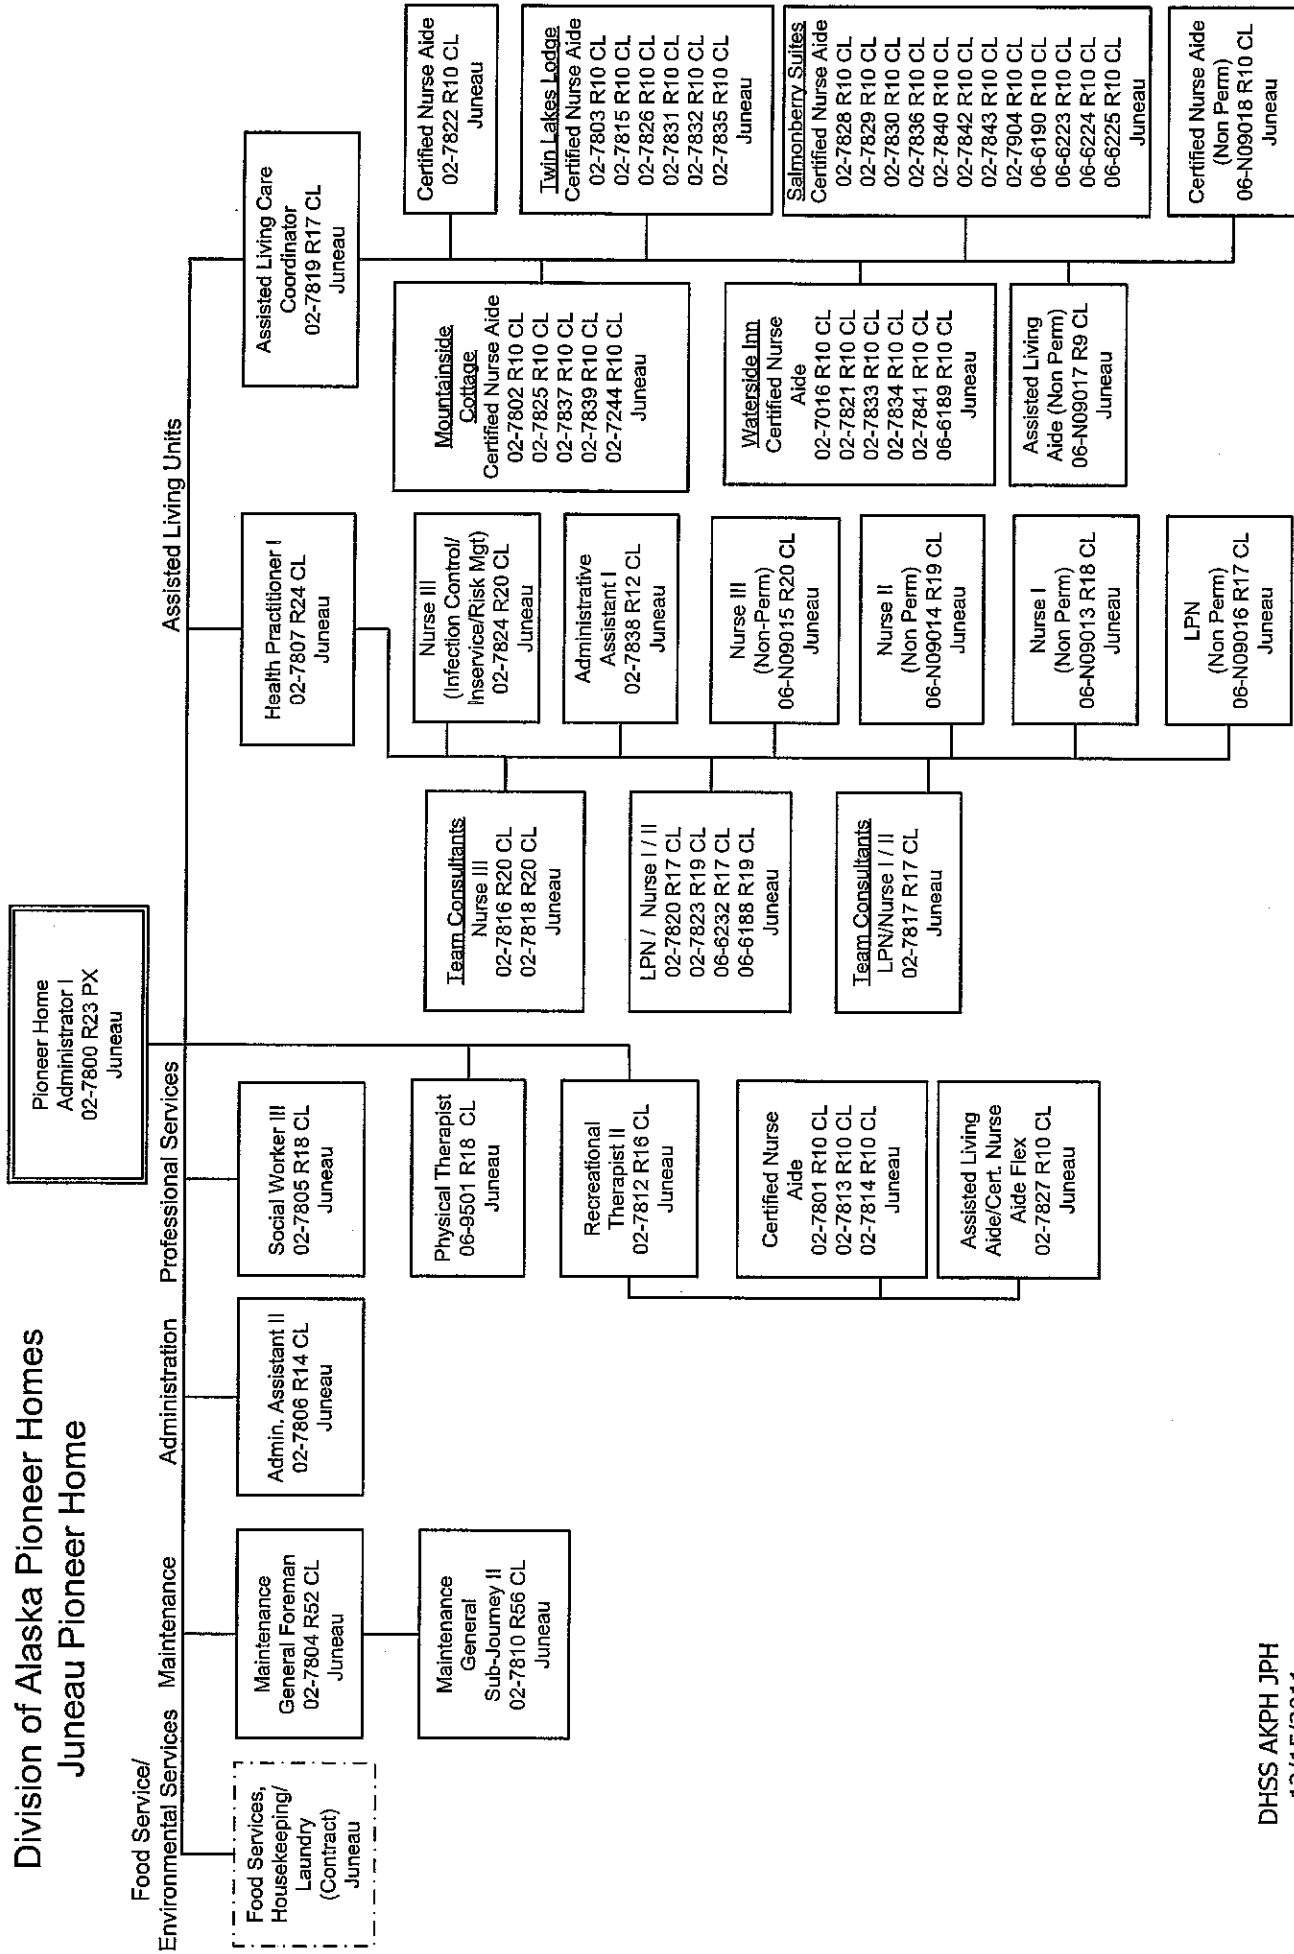 Division of Alaska Pioneer Homes
Juneau Pioneer Home
Pioneer Home
Administrator I
02-7800 R23 PX
Juneau
Food Service/
Environmental Services
Maintenance
Administration
Professional Services
Assisted Living Units
Food Services,
Housekeeping/
Laundry
(Contract)
Juneau
Maintenance
General Foreman
02-7804 R52 CL
Juneau
Maintenance
General
Sub-Journey II
02-7810 R56 CL
Juneau
Admin. Assistant II
02-7806 R14 CL
Juneau
Social Worker III
02-7805 R18 CL
Juneau
Physical Therapist
06-9501 R18 CL
Juneau
Recreational
Therapist II
02-7812 R16 CL
Juneau
Certified Nurse
Aide
02-7801 R10 CL
02-7813 R10 CL
02-7814 R10 CL
Juneau
Assisted Living
Aide/Cert. Nurse
Aide Flex
02-7827 R10 CL
Juneau
Health Practitioner I
02-7807 R24 CL
Juneau
Team Consultants
Nurse III
02-7816 R20 CL
02-7818 R20 CL
Juneau
LPN / Nurse I / II
02-7820 R17 CL
02-7823 R19 CL
06-6232 R17 CL
06-6188 R19 CL
Juneau
Team Consultants
LPN/Nurse I / II
02-7817 R17 CL
Juneau
Nurse III
(Infection Control/
Inservice/Risk Mgt)
02-7824 R20 CL
Juneau
Administrative
Assistant I
02-7838 R12 CL
Juneau
Nurse III
(Non-Perm)
06-N09015 R20 CL
Juneau
Nurse II
(Non Perm)
06-N09014 R19 CL
Juneau
Nurse I
(Non Perm)
06-N09013 R18 CL
Juneau
LPN
(Non Perm)
06-N09016 R17 CL
Juneau
Assisted Living Care
Coordinator
02-7819 R17 CL
Juneau
Mountainside
Cottage
Certified Nurse Aide
02-7802 R10 CL
02-7825 R10 CL
02-7837 R10 CL
02-7839 R10 CL
02-7244 R10 CL
Juneau
Waterside Inn
Certified Nurse
Aide
02-7016 R10 CL
02-7821 R10 CL
02-7833 R10 CL
02-7834 R10 CL
02-7841 R10 CL
06-6189 R10 CL
Juneau
Assisted Living
Aide (Non Perm)
06-N09017 R9 CL
Juneau
Certified Nurse Aide
02-7822 R10 CL
Juneau
Twin Lakes Lodge
Certified Nurse Aide
02-7803 R10 CL
02-7815 R10 CL
02-7826 R10 CL
02-7831 R10 CL
02-7832 R10 CL
02-7835 R10 CL
Juneau
Salmonberry Suites
Certified Nurse Aide
02-7828 R10 CL
02-7829 R10 CL
02-7830 R10 CL
02-7836 R10 CL
02-7840 R10 CL
02-7842 R10 CL
02-7843 R10 CL
02-7904 R10 CL
06-6190 R10 CL
06-6223 R10 CL
06-6224 R10 CL
06-6225 R10 CL
Juneau
Certified Nurse Aide
(Non Perm)
06-N09018 R10 CL
Juneau
DHSS AKPH JPH